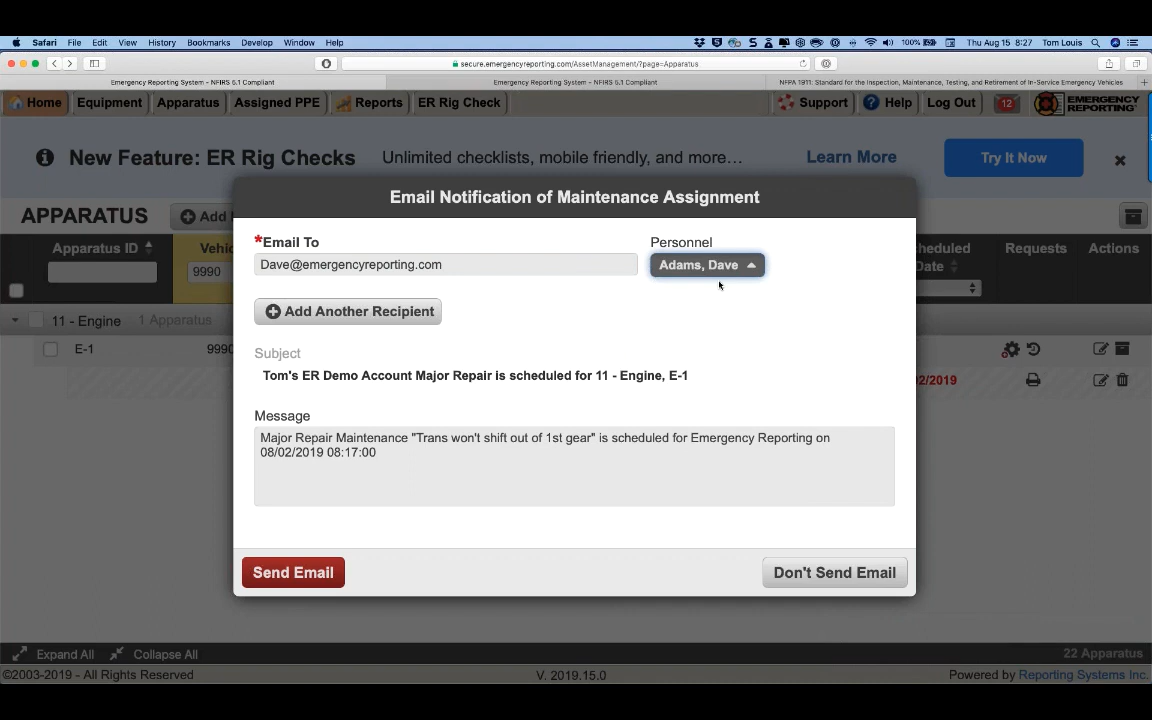 Safari File Edit View History Bookmarks Develop Window Help 100% Thu Aug 15 8:27 Tom Louis
secure.emergencyreporting.com/AssetManagement/?page=Apparatus
Emergency Reporting System - NFIRS 5.1 Compliant Emergency Reporting System - NFIRS 5.1 Compliant NFPA 1911: Standard for the Inspection, Maintenance, Testing, and Retirement of In-Service Emergency Vehicles
Home Equipment Apparatus Assigned PPE Reports ER Rig Check Support Help Log Out 12 EMERGENCY REPORTING
New Feature: ER Rig Checks Unlimited checklists, mobile friendly, and more... Learn More Try It Now
Email Notification of Maintenance Assignment
APPARATUS Add
Apparatus ID Vehic heduled Requests Actions
Date
9990
*Email To Personnel
Dave@emergencyreporting.com Adams, Dave
Add Another Recipient
11 - Engine 1 Apparatus
E-1 9990
Subject
Tom's ER Demo Account Major Repair is scheduled for 11 - Engine, E-1
2/2019
Message
Major Repair Maintenance "Trans won't shift out of 1st gear" is scheduled for Emergency Reporting on
08/02/2019 08:17:00
Send Email Don't Send Email
Expand All Collapse All 22 Apparatus
©2003-2019 - All Rights Reserved V. 2019.15.0 Powered by Reporting Systems Inc.